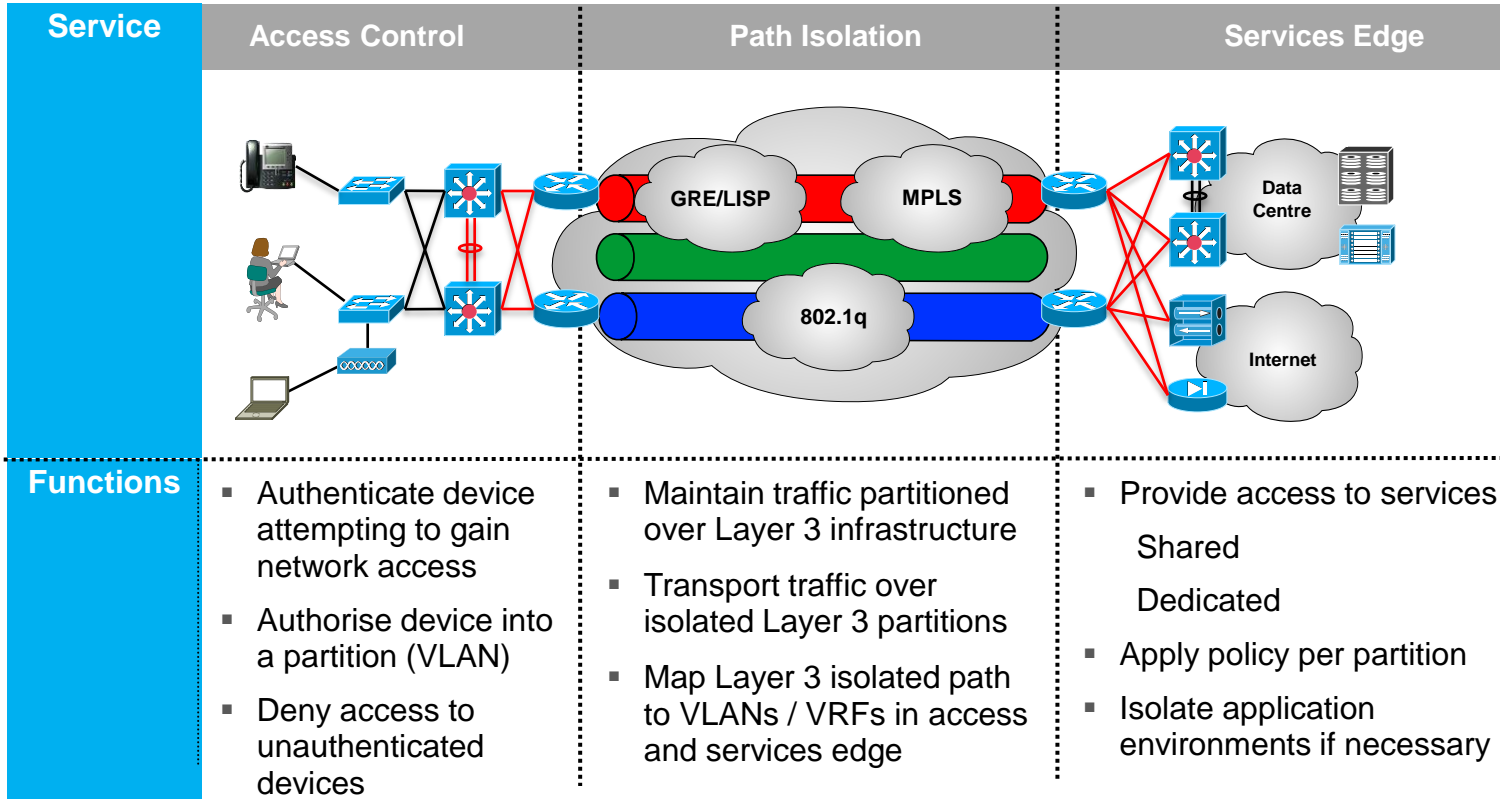 Service
Access Control
Path Isolation
Services Edge
GRE/LISP
MPLS
802.1q
Data
Centre
Internet
Functions
▪ Authenticate device
attempting to gain
network access
▪ Authorise device into
a partition (VLAN)
▪ Deny access to
unauthenticated
devices
▪ Maintain traffic partitioned
over Layer 3 infrastructure
▪ Transport traffic over
isolated Layer 3 partitions
▪ Map Layer 3 isolated path
to VLANs / VRFs in access
and services edge
▪ Provide access to services
Shared
Dedicated
▪ Apply policy per partition
▪ Isolate application
environments if necessary